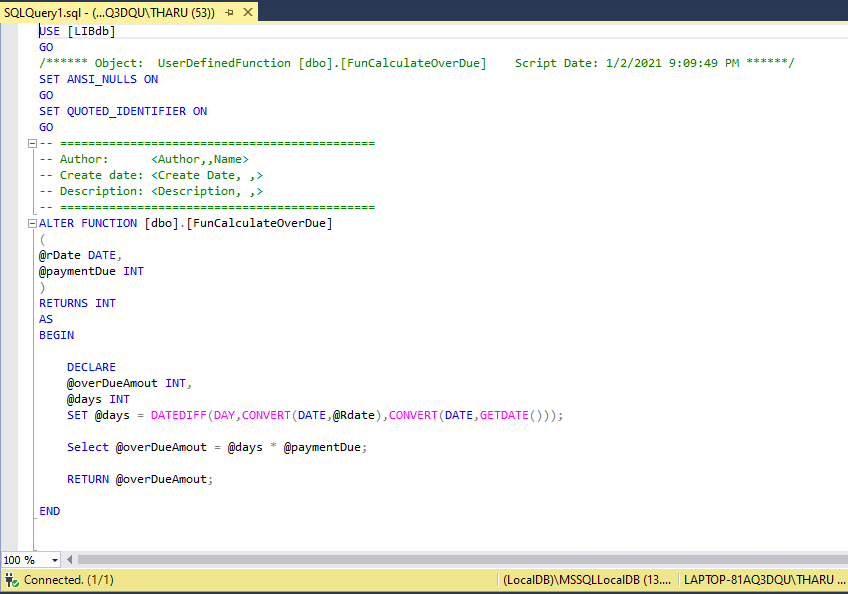 SQLQuery1.sql - (...Q3DQU\THARU (53))
USE [LIBdb]
GO
/****** Object:  UserDefinedFunction [dbo].[FunCalculateOverDue]    Script Date: 1/2/2021 9:09:49 PM ******/
SET ANSI_NULLS ON
GO
SET QUOTED_IDENTIFIER ON
GO
-- =============================================
-- Author:      <Author,,Name>
-- Create date: <Create Date, ,>
-- Description: <Description, ,>
-- =============================================
ALTER FUNCTION [dbo].[FunCalculateOverDue]
(
@rDate DATE,
@paymentDue INT
)
RETURNS INT
AS
BEGIN
DECLARE
@overDueAmout INT,
@days INT
SET @days = DATEDIFF(DAY,CONVERT(DATE,@Rdate),CONVERT(DATE,GETDATE()));
Select @overDueAmout = @days * @paymentDue;
RETURN @overDueAmout;
END
100 %
Connected. (1/1) (LocalDB)\MSSQLLocalDB (13.... LAPTOP-81AQ3DQU\THARU ...